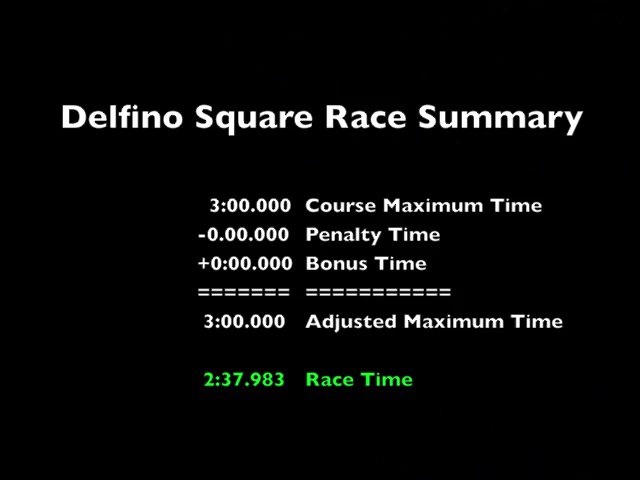 Delfino Square Race Summary
3:00.000 Course Maximum Time
-0.00.000 Penalty Time
+0:00.000 Bonus Time
======= ===========
3:00.000 Adjusted Maximum Time
2:37.983 Race Time